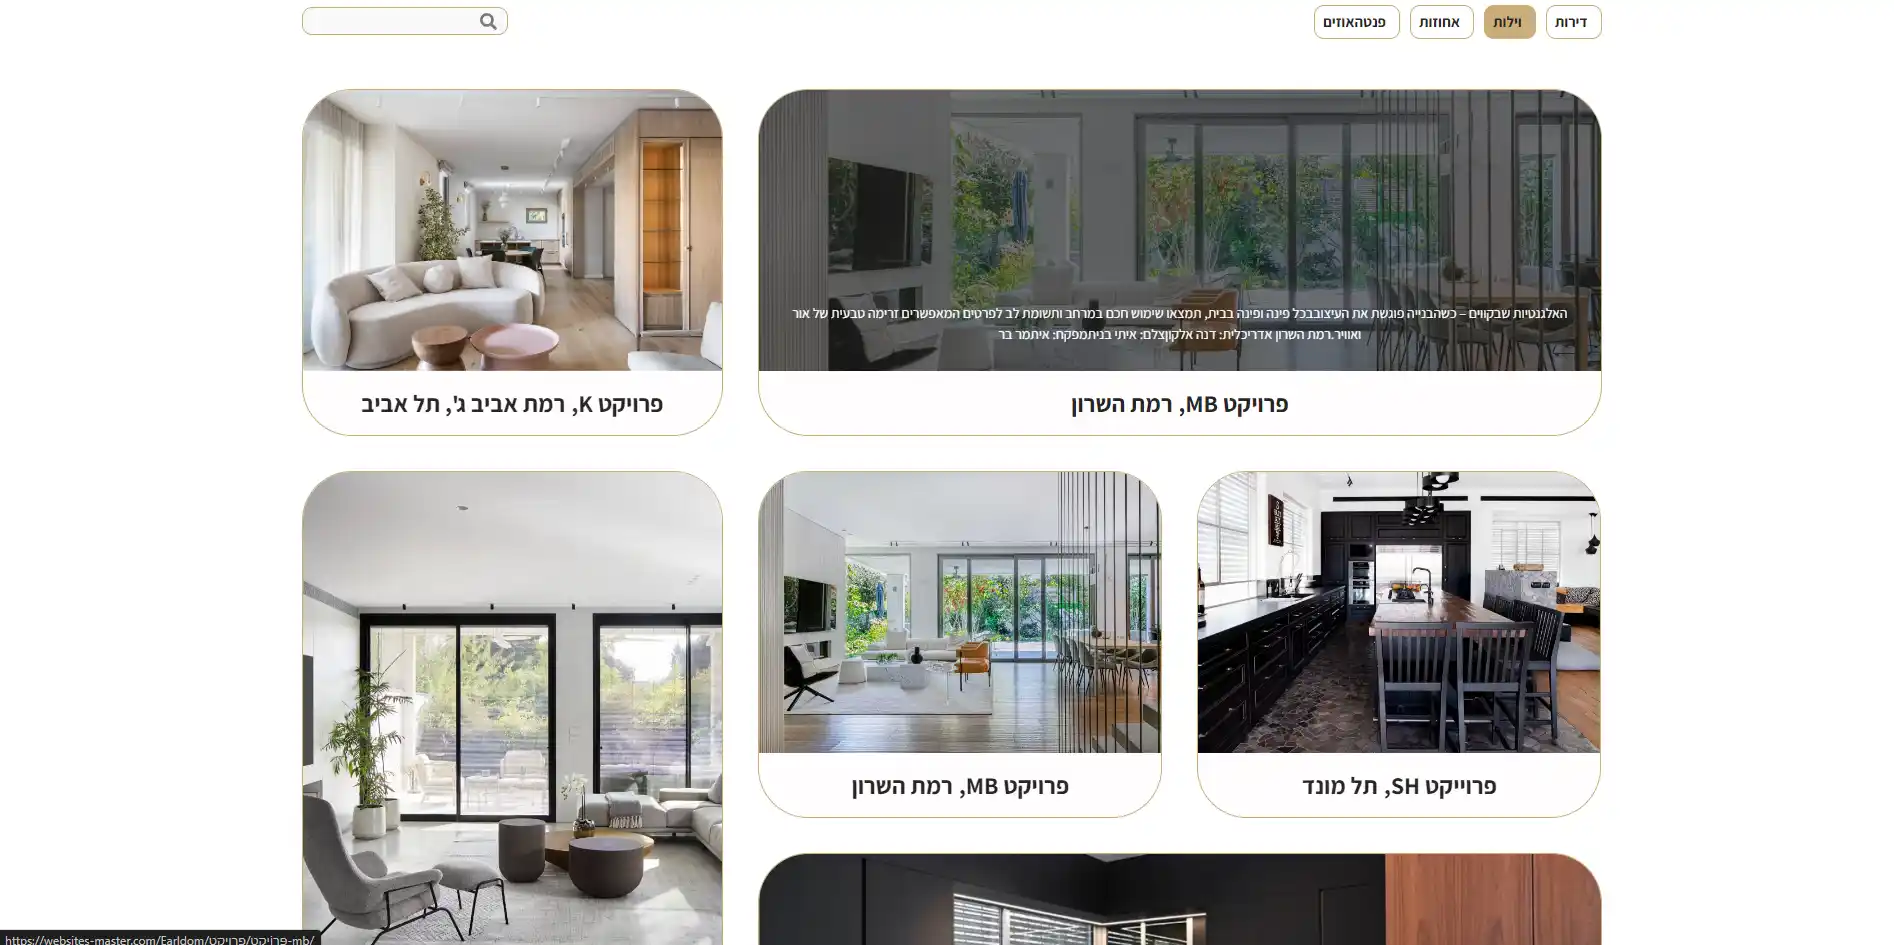 דירות
וילות
אחוזות
פנטהאוזים
האלגנטיות שבקווים – כשהבנייה פוגשת את העיצובבכל פינה ופינה בבית, תמצאו שימוש חכם במרחב ותשומת לב לפרטים המאפשרים זרימה טבעית של אור
ואוויר.רמת השרון אדריכלית: דנה אלקוןצלם: איתי בניתמפקח: איתמר בר
פרויקט MB, רמת השרון
פרויקט K, רמת אביב ג', תל אביב
פרוייקט SH, תל מונד
פרויקט MB, רמת השרון
https://websites-master.com/Earldom/פרויקט/פרויקט-mb/